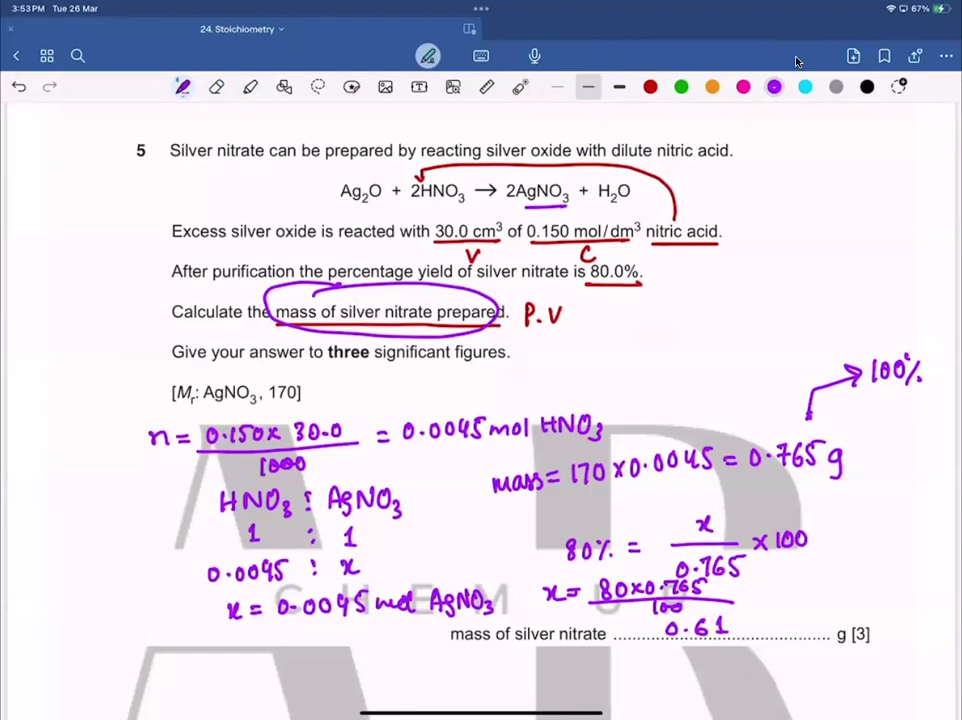 3:53 PM Tue 26 Mar
67%
24. Stoichiometry
5 Silver nitrate can be prepared by reacting silver oxide with dilute nitric acid.
Ag₂O + 2HNO₃ → 2AgNO₃ + H₂O
Excess silver oxide is reacted with 30.0 cm³ of 0.150 mol/dm³ nitric acid.
V C
After purification the percentage yield of silver nitrate is 80.0%.
Calculate the mass of silver nitrate prepared. P.V
Give your answer to three significant figures.
100%
[Mr: AgNO₃, 170]
n = 0.150 x 30.0 / 1000 = 0.0045 mol HNO₃
mass = 170 x 0.0045 = 0.765 g
HNO₃ : AgNO₃
1 : 1
80% = x / 0.765 x 100
0.0045 : x
x = 80 x 0.765 / 100
x = 0.0045 mol AgNO₃
0.61
mass of silver nitrate .................................................. g [3]
AR
CHEM UE
AR